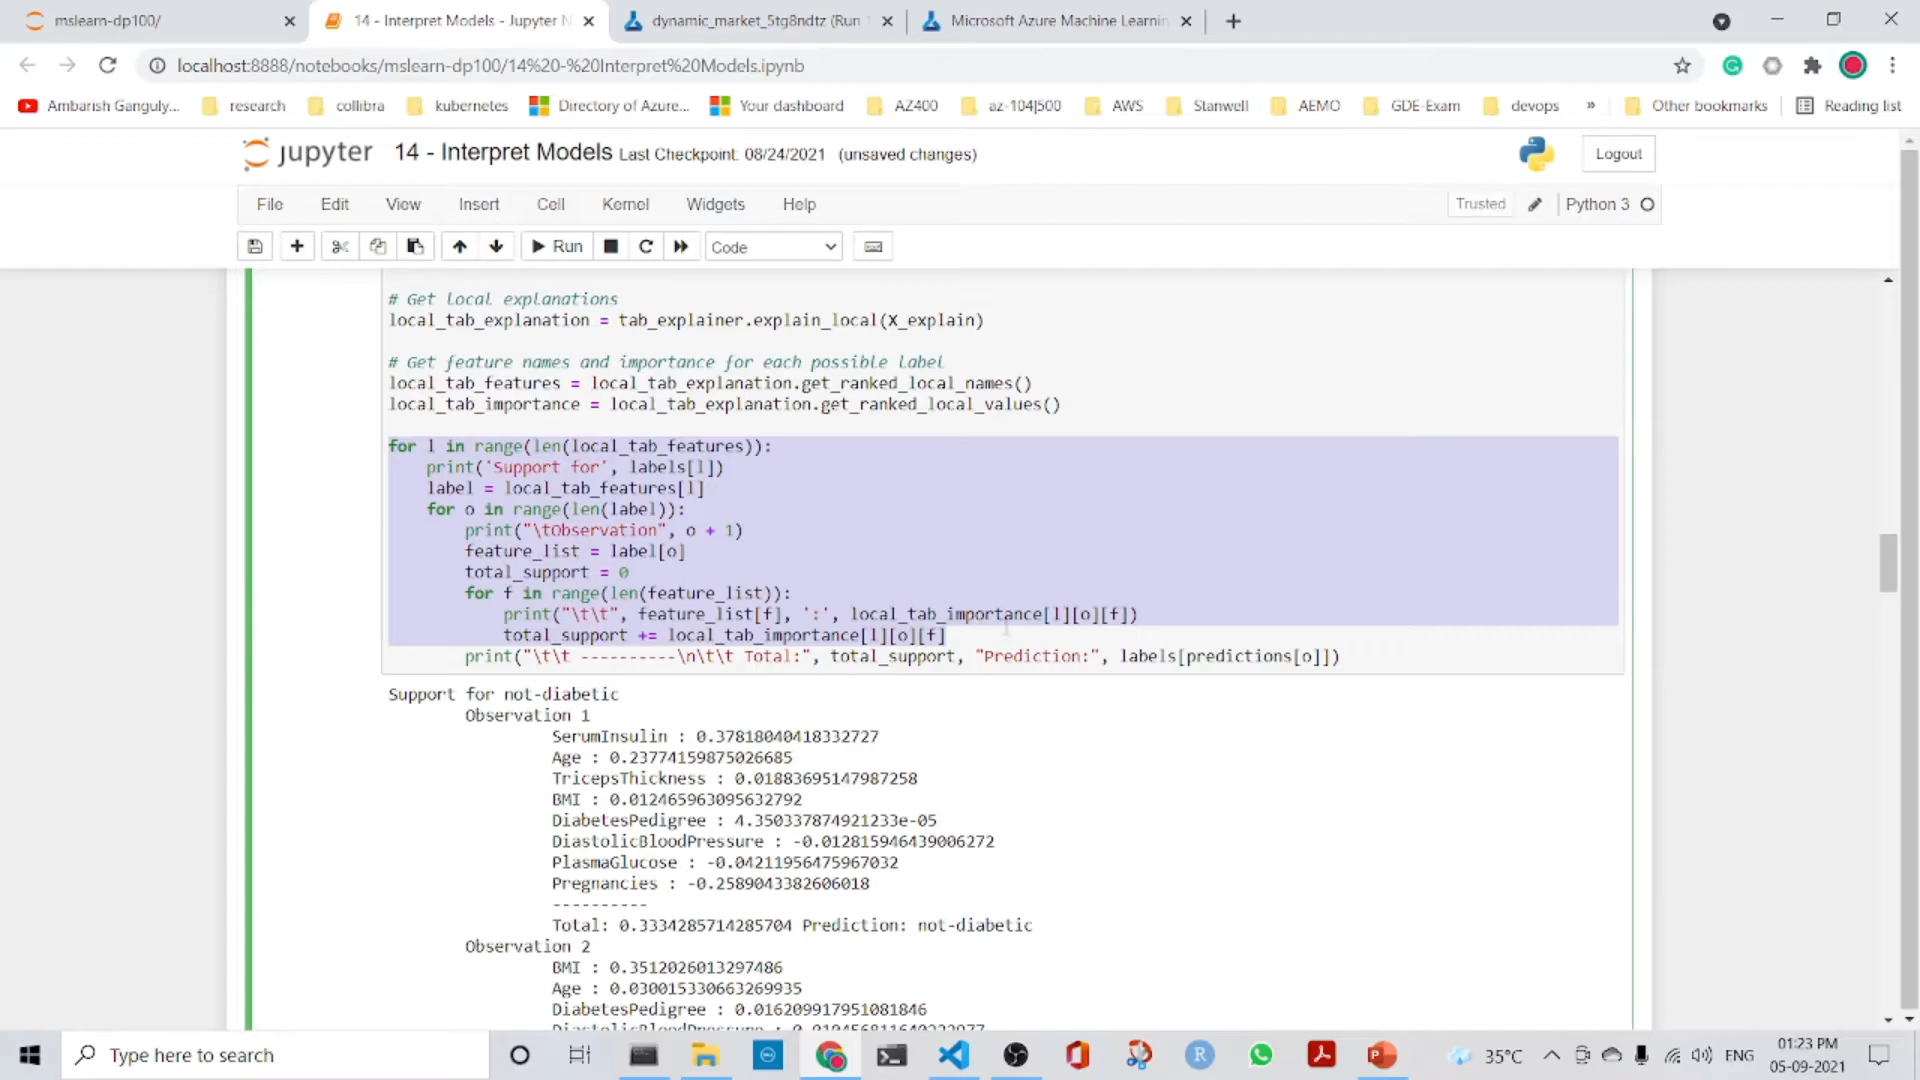 mslearn-dp100/
14 - Interpret Models - Jupyter N
dynamic_market_5tg8ndtz (Run 1
Microsoft Azure Machine Learnin
localhost:8888/notebooks/mslearn-dp100/14%20-%20Interpret%20Models.ipynb
Ambarish Ganguly... research collibra kubernetes Directory of Azure... Your dashboard AZ400 az-104|500 AWS Stanwell AEMO GDE-Exam devops » Other bookmarks Reading list
jupyter 14 - Interpret Models Last Checkpoint: 08/24/2021 (unsaved changes) Logout
File Edit View Insert Cell Kernel Widgets Help Trusted Python 3
Run Code
# Get local explanations
local_tab_explanation = tab_explainer.explain_local(X_explain)
# Get feature names and importance for each possible label
local_tab_features = local_tab_explanation.get_ranked_local_names()
local_tab_importance = local_tab_explanation.get_ranked_local_values()
for l in range(len(local_tab_features)):
print('Support for', labels[l])
label = local_tab_features[l]
for o in range(len(label)):
print("\tObservation", o + 1)
feature_list = label[o]
total_support = 0
for f in range(len(feature_list)):
print("\t\t", feature_list[f], ':', local_tab_importance[l][o][f])
total_support += local_tab_importance[l][o][f]
print("\t\t ----------\n\t\t Total:", total_support, "Prediction:", labels[predictions[o]])
Support for not-diabetic
Observation 1
SerumInsulin : 0.37818040418332727
Age : 0.23774159875026685
TricepsThickness : 0.01883695147987258
BMI : 0.012465963095632792
DiabetesPedigree : 4.350337874921233e-05
DiastolicBloodPressure : -0.012815946439006272
PlasmaGlucose : -0.04211956475967032
Pregnancies : -0.2589043382606018
----------
Total: 0.3334285714285704 Prediction: not-diabetic
Observation 2
BMI : 0.3512026013297486
Age : 0.030015330663269935
DiabetesPedigree : 0.016209917951081846
Type here to search
35°C
ENG
01:23 PM
05-09-2021